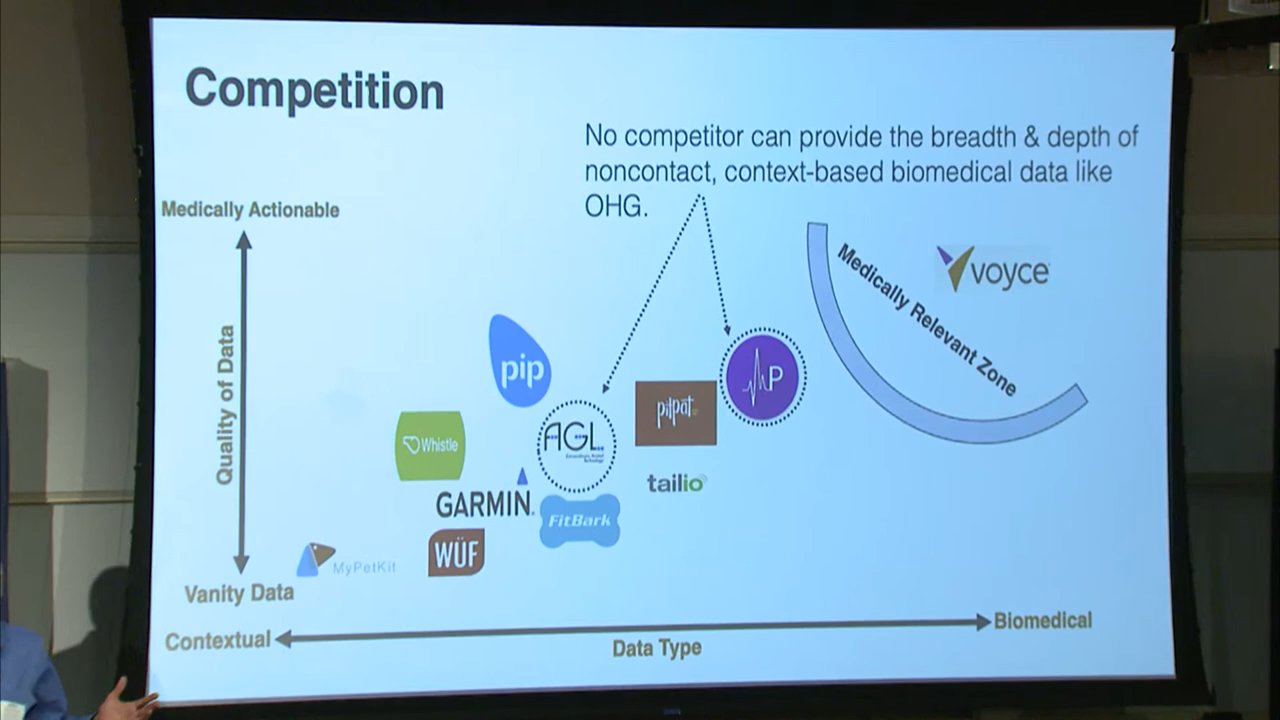 Competition
No competitor can provide the breadth & depth of
noncontact, context-based biomedical data like
OHG.
Medically Actionable
Quality of Data
Vanity Data
Contextual
Data Type
Biomedical
Medically Relevant Zone
voyce
pip
P
pitpat
AGL
Whistle
tailio
GARMIN
FitBark
WÜF
MyPetKit